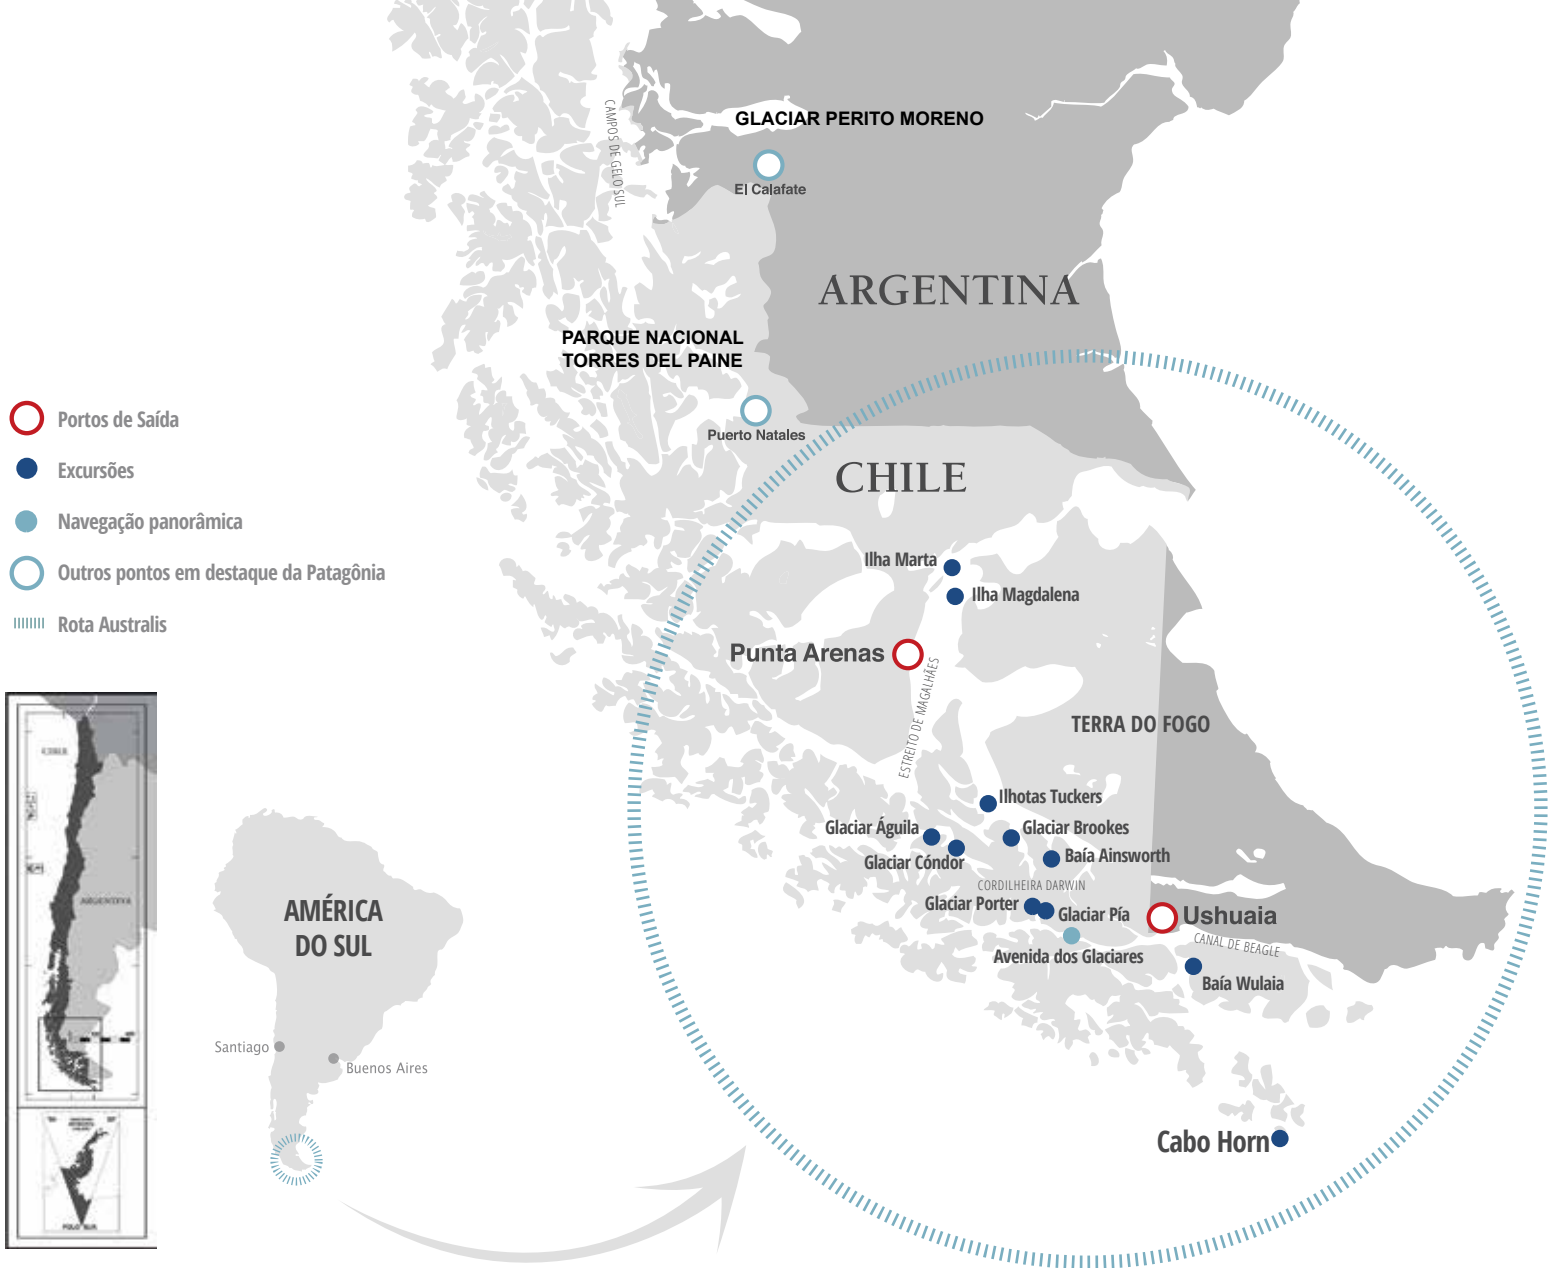 GLACIAR PERITO MORENO
CAMPOS DE GELO SUL
El Calafate
ARGENTINA
PARQUE NACIONAL
TORRES DEL PAINE
Puerto Natales
CHILE
Portos de Saída
Excursões
Navegação panorâmica
Outros pontos em destaque da Patagônia
Rota Australis
Ilha Marta
Ilha Magdalena
Punta Arenas
ESTREITO DE MAGALHÃES
TERRA DO FOGO
Ilhotas Tuckers
Glaciar Águila
Glaciar Brookes
Glaciar Cóndor
Baía Ainsworth
CORDILHEIRA DARWIN
Glaciar Porter
Glaciar Pía
Ushuaia
CANAL DE BEAGLE
Avenida dos Glaciares
Baía Wulaia
Cabo Horn
CHILE
ARGENTINA
POLO SUR
AMÉRICA
DO SUL
Santiago
Buenos Aires